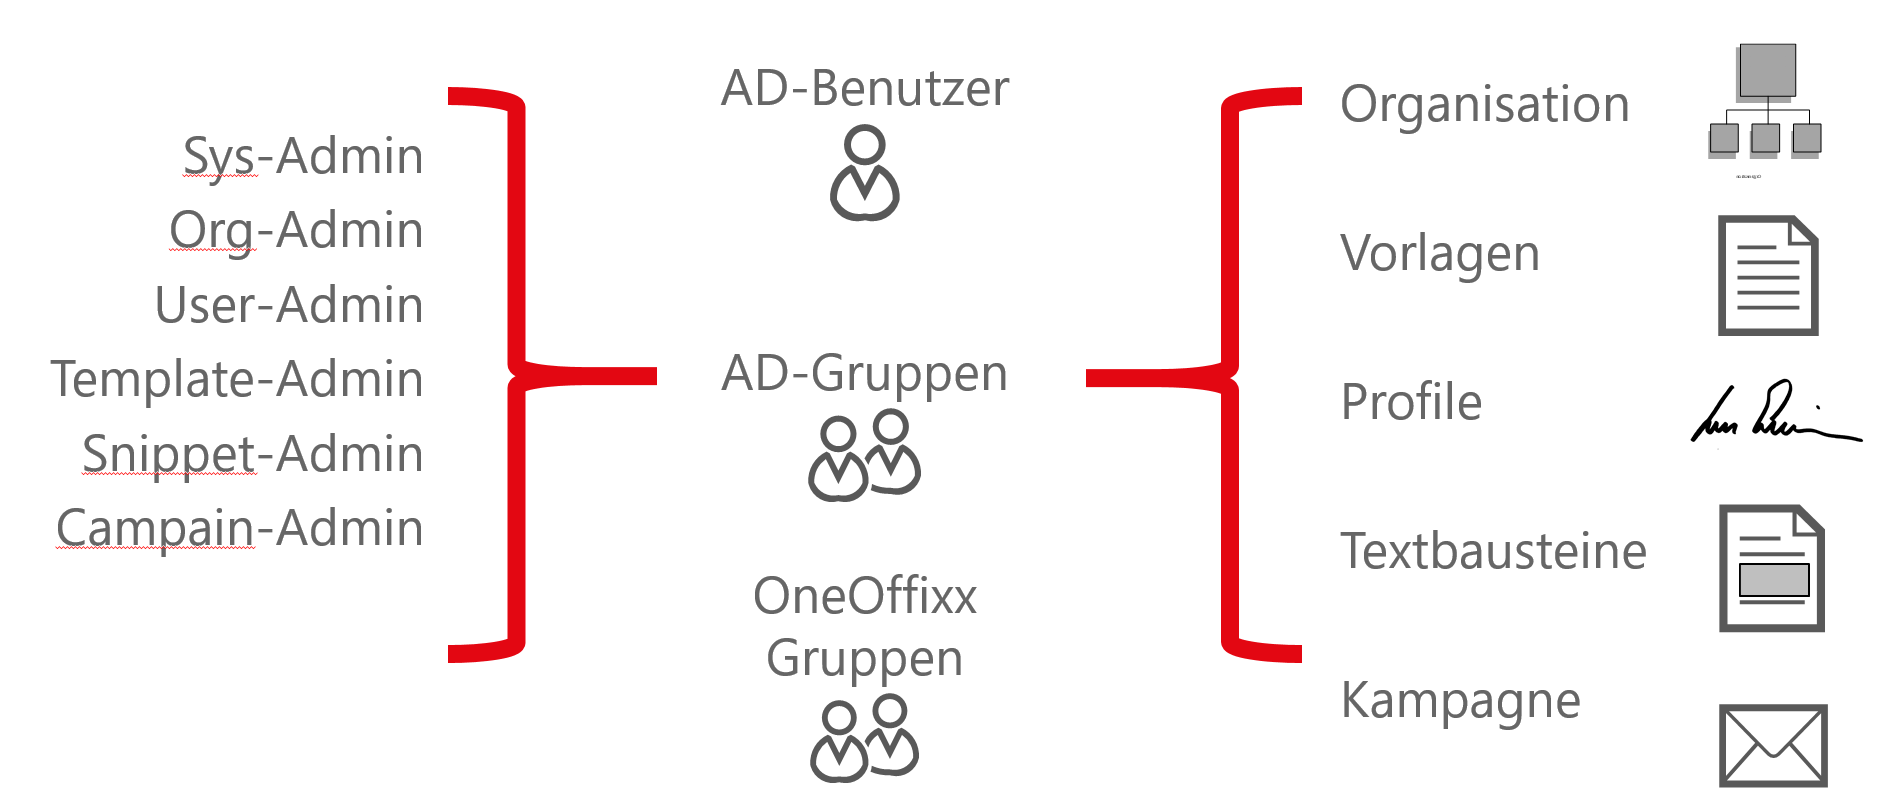 Sys-Admin
Org-Admin
User-Admin
Template-Admin
Snippet-Admin
Campain-Admin
AD-Benutzer
AD-Gruppen
OneOffixx
Gruppen
Organisation
Vorlagen
Profile
Textbausteine
Kampagne